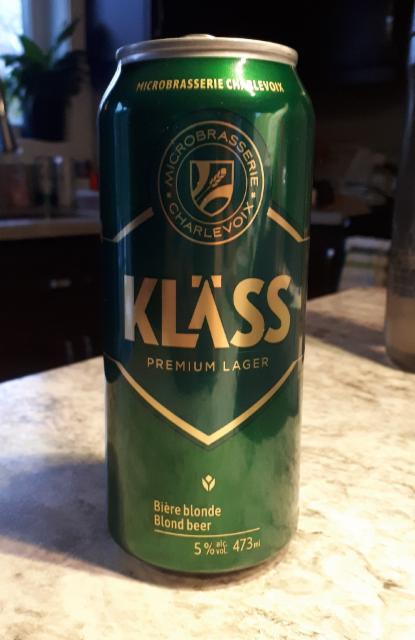 MICROBRASSERIE CHARLEVOIX
MICROBRASSERIE
CHARLEVOIX
KLÄSS
PREMIUM LAGER
Bière blonde
Blond beer
5 % alc. vol. 473 ml